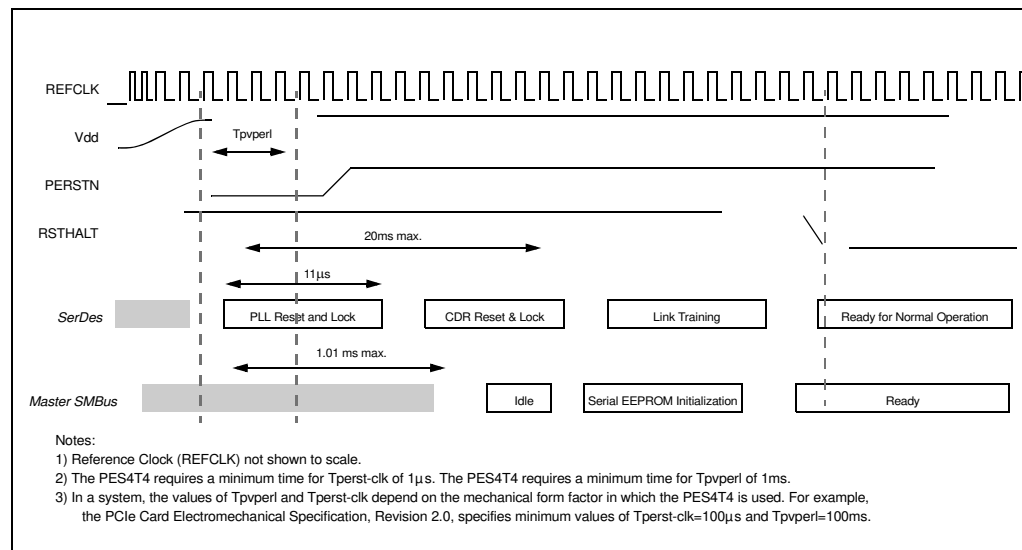 REFCLK
Vdd
Tpvperl
PERSTN
RSTHALT
20ms max.
11µs
SerDes
PLL Reset and Lock
CDR Reset & Lock
Link Training
Ready for Normal Operation
1.01 ms max.
Master SMBus
Idle
Serial EEPROM Initialization
Ready
Notes:
1) Reference Clock (REFCLK) not shown to scale.
2) The PES4T4 requires a minimum time for Tperst-clk of 1µs. The PES4T4 requires a minimum time for Tpvperl of 1ms.
3) In a system, the values of Tpvperl and Tperst-clk depend on the mechanical form factor in which the PES4T4 is used. For example,
the PCIe Card Electromechanical Specification, Revision 2.0, specifies minimum values of Tperst-clk=100µs and Tpvperl=100ms.